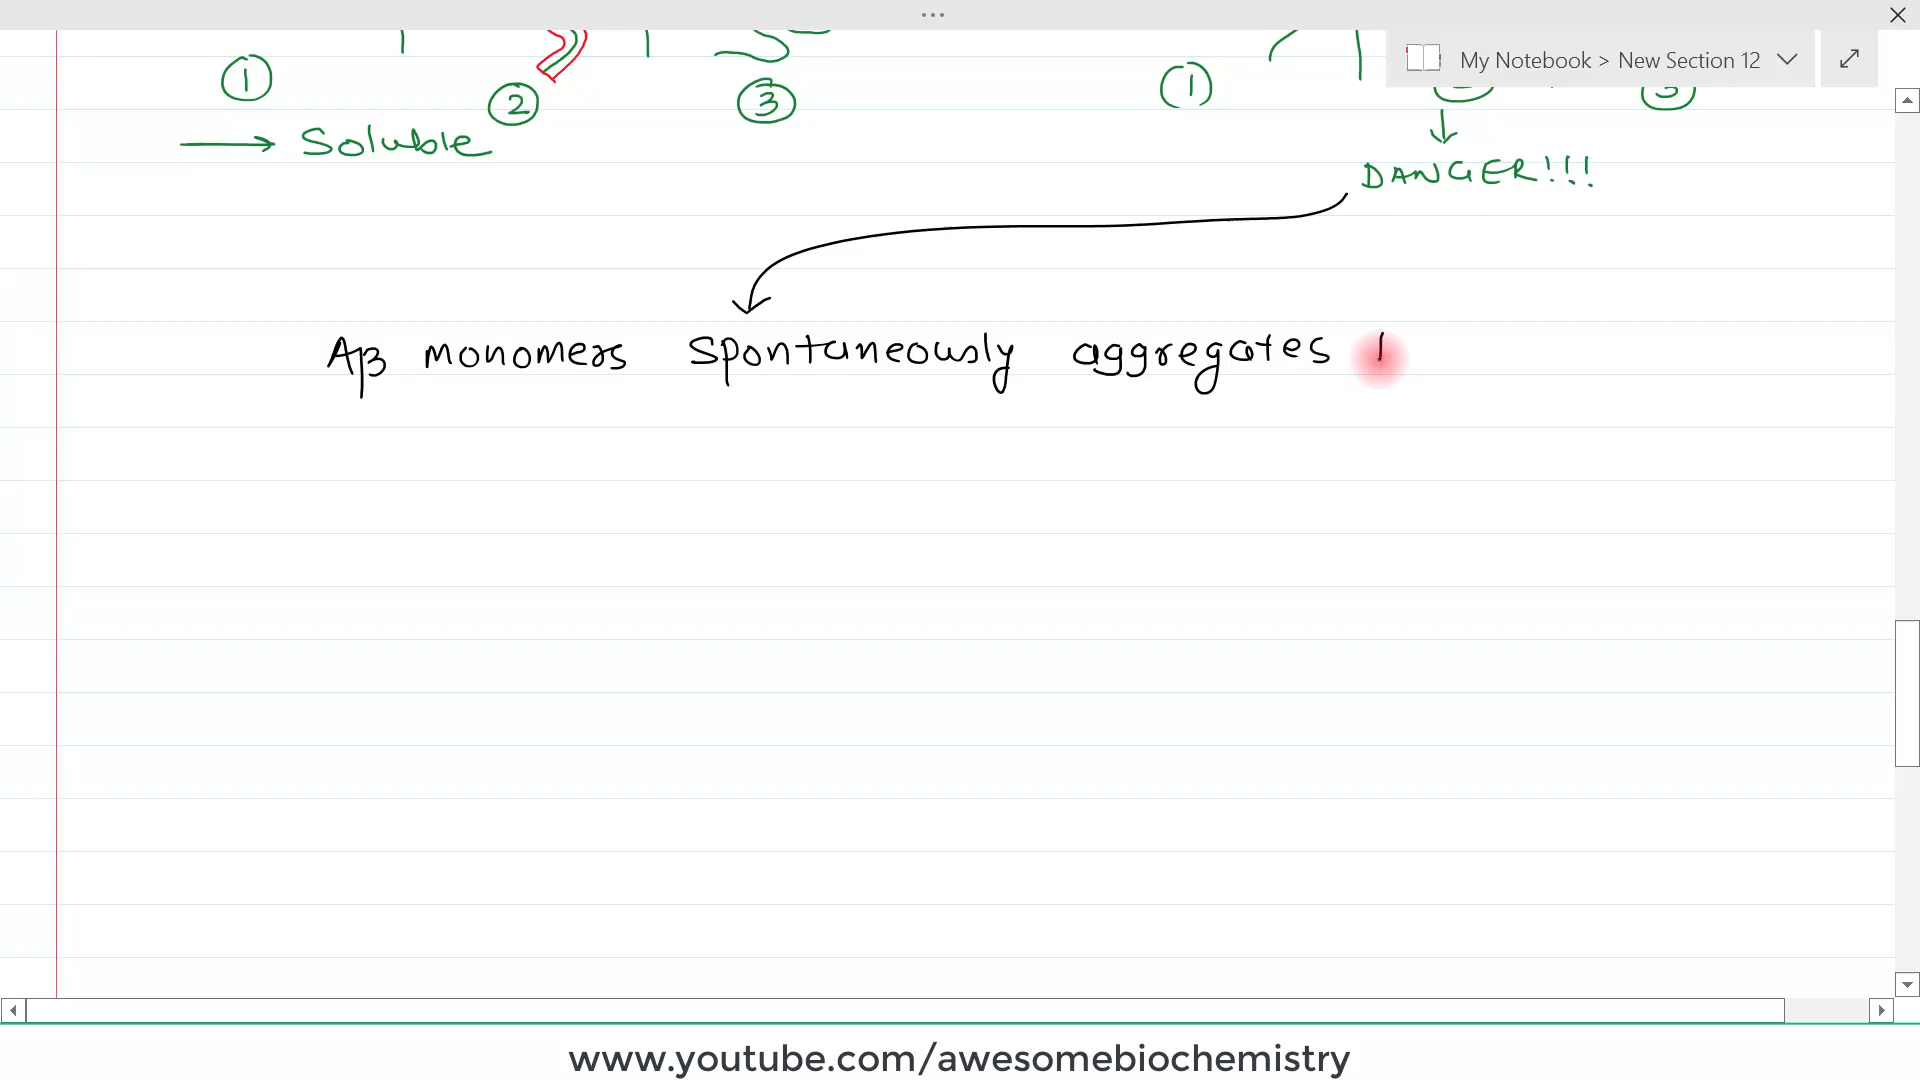 My Notebook > New Section 12
1
2
3
1
→ Soluble
↓
DANGER!!!
Aβ monomers Spontaneously aggregates
www.youtube.com/awesomebiochemistry